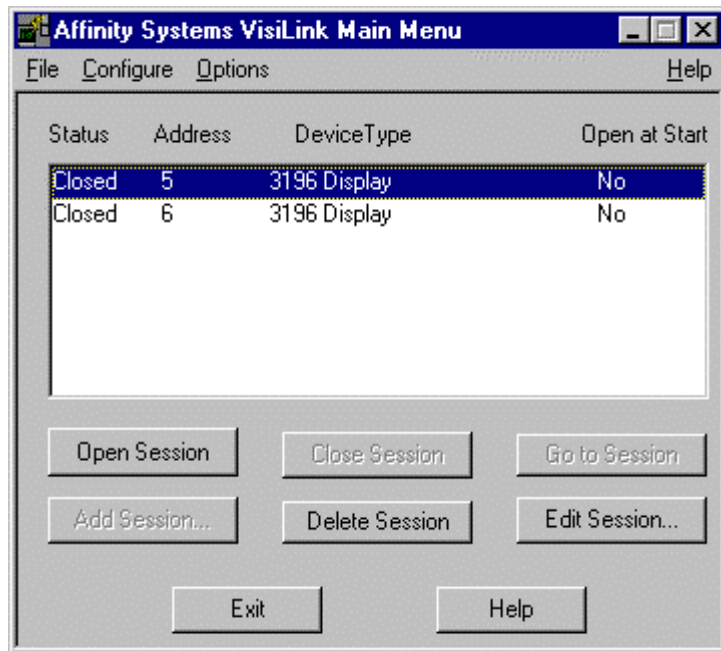 Affinity Systems VisiLink Main Menu
File Configure Options Help
Status Address DeviceType Open at Start
Closed 5 3196 Display No
Closed 6 3196 Display No
Open Session Close Session Go to Session
Add Session... Delete Session Edit Session...
Exit Help